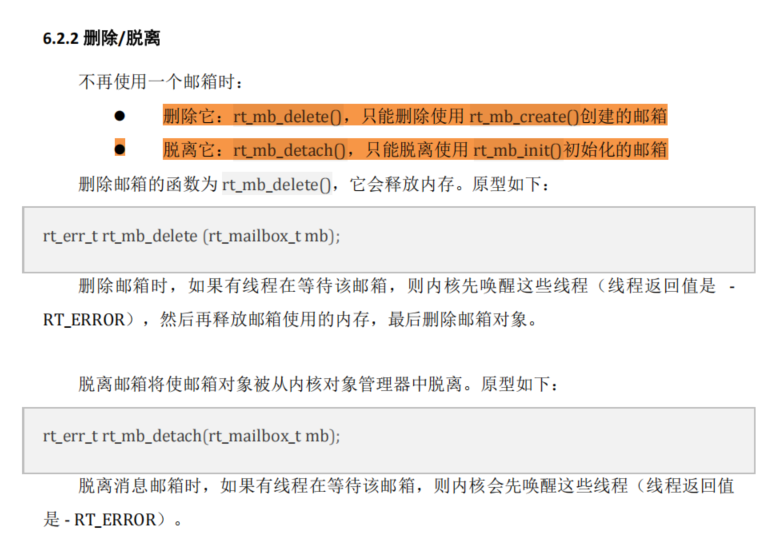 6.2.2 删除/脱离
不再使用一个邮箱时：
● 删除它：rt_mb_delete()，只能删除使用 rt_mb_create()创建的邮箱
● 脱离它：rt_mb_detach()，只能脱离使用 rt_mb_init()初始化的邮箱
删除邮箱的函数为 rt_mb_delete()，它会释放内存。原型如下：
rt_err_t rt_mb_delete (rt_mailbox_t mb);
删除邮箱时，如果有线程在等待该邮箱，则内核先唤醒这些线程（线程返回值是 -
RT_ERROR），然后再释放邮箱使用的内存，最后删除邮箱对象。
脱离邮箱将使邮箱对象被从内核对象管理器中脱离。原型如下：
rt_err_t rt_mb_detach(rt_mailbox_t mb);
脱离消息邮箱时，如果有线程在等待该邮箱，则内核会先唤醒这些线程（线程返回值
是 - RT_ERROR）。